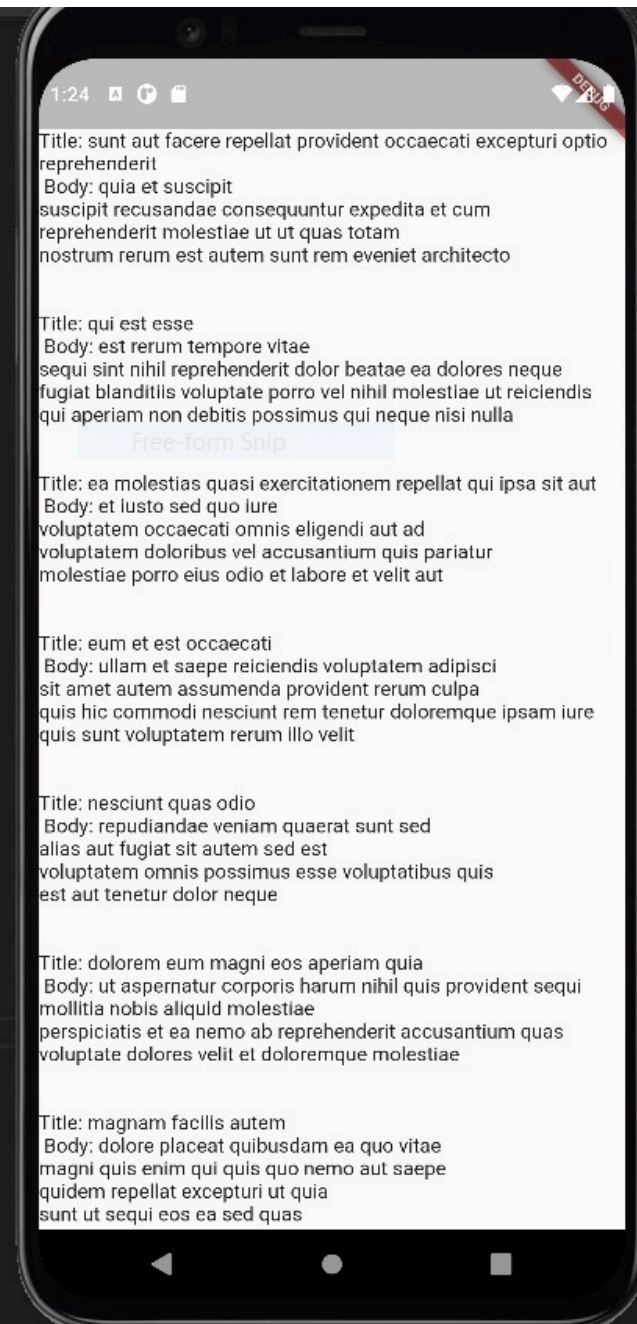 1:24
DEBUG
Title: sunt aut facere repellat provident occaecati excepturi optio
reprehenderit
Body: quia et suscipit
suscipit recusandae consequuntur expedita et cum
reprehenderit molestiae ut ut quas totam
nostrum rerum est autem sunt rem eveniet architecto
Title: qui est esse
Body: est rerum tempore vitae
sequi sint nihil reprehenderit dolor beatae ea dolores neque
fugiat blanditiis voluptate porro vel nihil molestiae ut reiciendis
qui aperiam non debitis possimus qui neque nisi nulla
Free-form Snip
Title: ea molestias quasi exercitationem repellat qui ipsa sit aut
Body: et iusto sed quo iure
voluptatem occaecati omnis eligendi aut ad
voluptatem doloribus vel accusantium quis pariatur
molestiae porro eius odio et labore et velit aut
Title: eum et est occaecati
Body: ullam et saepe reiciendis voluptatem adipisci
sit amet autem assumenda provident rerum culpa
quis hic commodi nesciunt rem tenetur doloremque ipsam iure
quis sunt voluptatem rerum illo velit
Title: nesciunt quas odio
Body: repudiandae veniam quaerat sunt sed
alias aut fugiat sit autem sed est
voluptatem omnis possimus esse voluptatibus quis
est aut tenetur dolor neque
Title: dolorem eum magni eos aperiam quia
Body: ut aspernatur corporis harum nihil quis provident sequi
mollitia nobis aliquid molestiae
perspiciatis et ea nemo ab reprehenderit accusantium quas
voluptate dolores velit et doloremque molestiae
Title: magnam facilis autem
Body: dolore placeat quibusdam ea quo vitae
magni quis enim qui quis quo nemo aut saepe
quidem repellat excepturi ut quia
sunt ut sequi eos ea sed quas